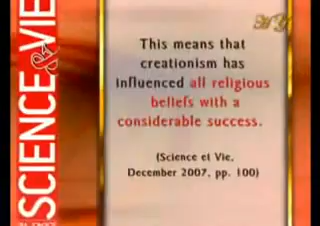 SCIENCE & VIE
This means that
creationism has
influenced all religious
beliefs with a
considerable success.
(Science et Vie,
December 2007, pp. 100)